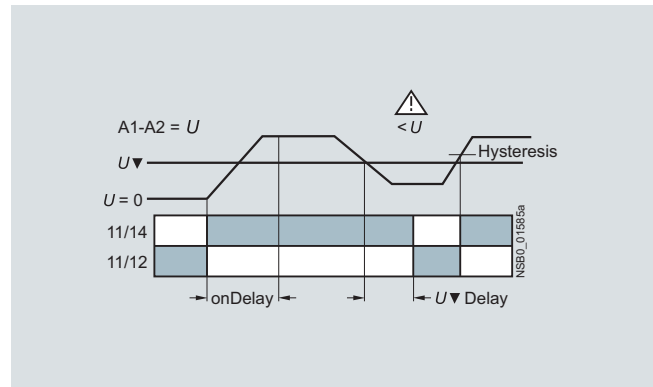 A1-A2 = U
< U
Hysteresis
U▼
U = 0
11/14
11/12
onDelay
U▼ Delay
NSB0_01585a